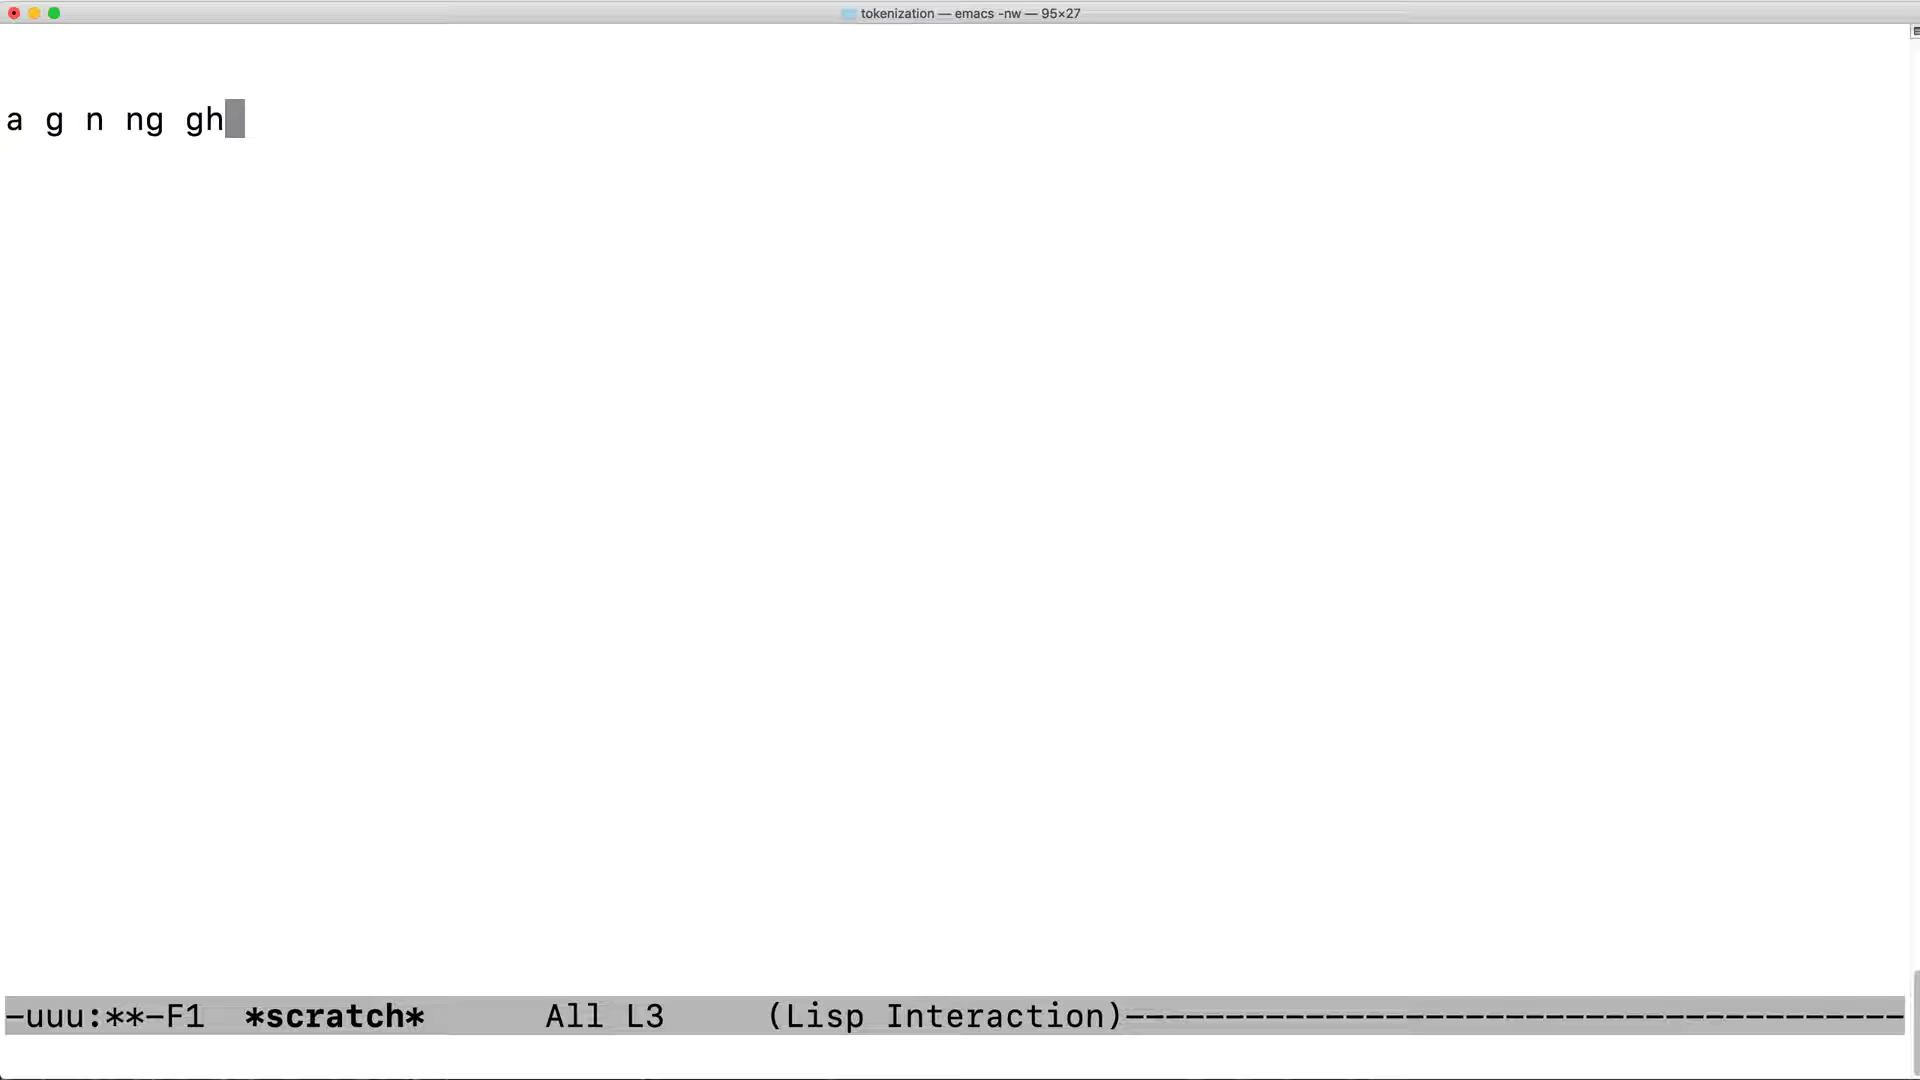 tokenization — emacs -nw — 95×27
a g n ng gh
-uuu:**-F1 *scratch* All L3 (Lisp Interaction)---------------------------------------